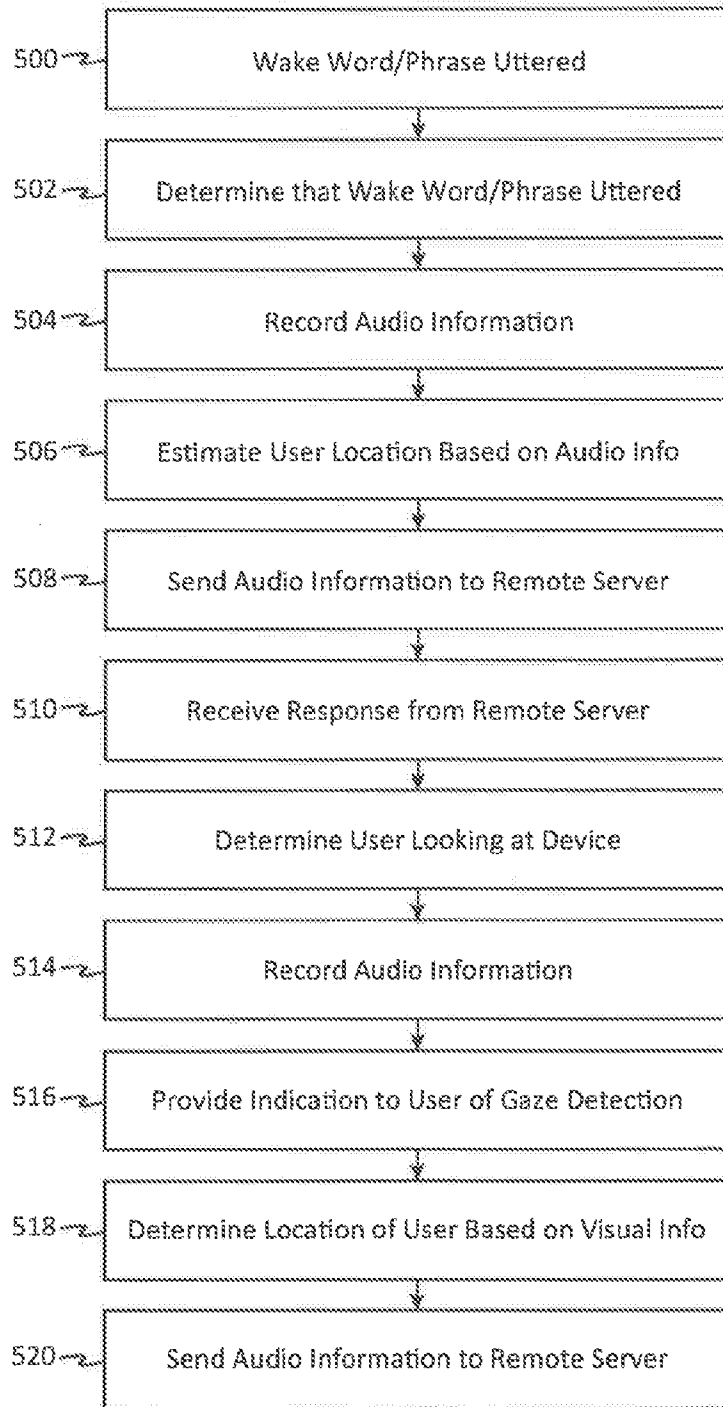 500 Wake Word/Phrase Uttered
502 Determine that Wake Word/Phrase Uttered
504 Record Audio Information
506 Estimate User Location Based on Audio Info
508 Send Audio Information to Remote Server
510 Receive Response from Remote Server
512 Determine User Looking at Device
514 Record Audio Information
516 Provide Indication to User of Gaze Detection
518 Determine Location of User Based on Visual Info
520 Send Audio Information to Remote Server